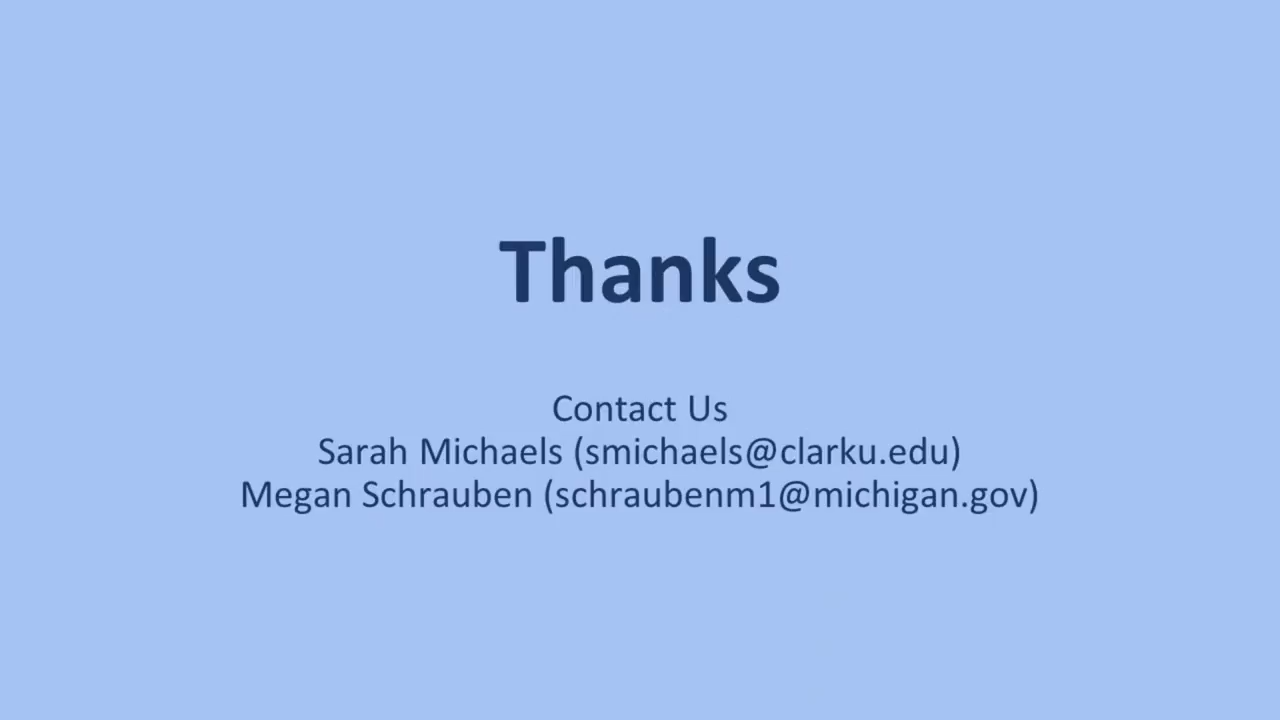 Thanks
Contact Us
Sarah Michaels (smichaels@clarku.edu)
Megan Schrauben (schraubenm1@michigan.gov)